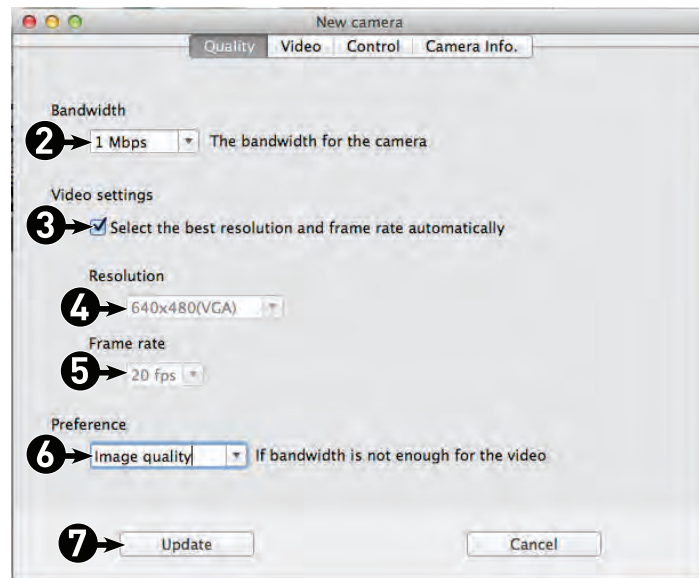 New camera
Quality Video Control Camera Info.
Bandwidth
2 1 Mbps The bandwidth for the camera
Video settings
3 Select the best resolution and frame rate automatically
Resolution
4 640x480(VGA)
Frame rate
5 20 fps
Preference
6 Image quality If bandwidth is not enough for the video
7 Update Cancel